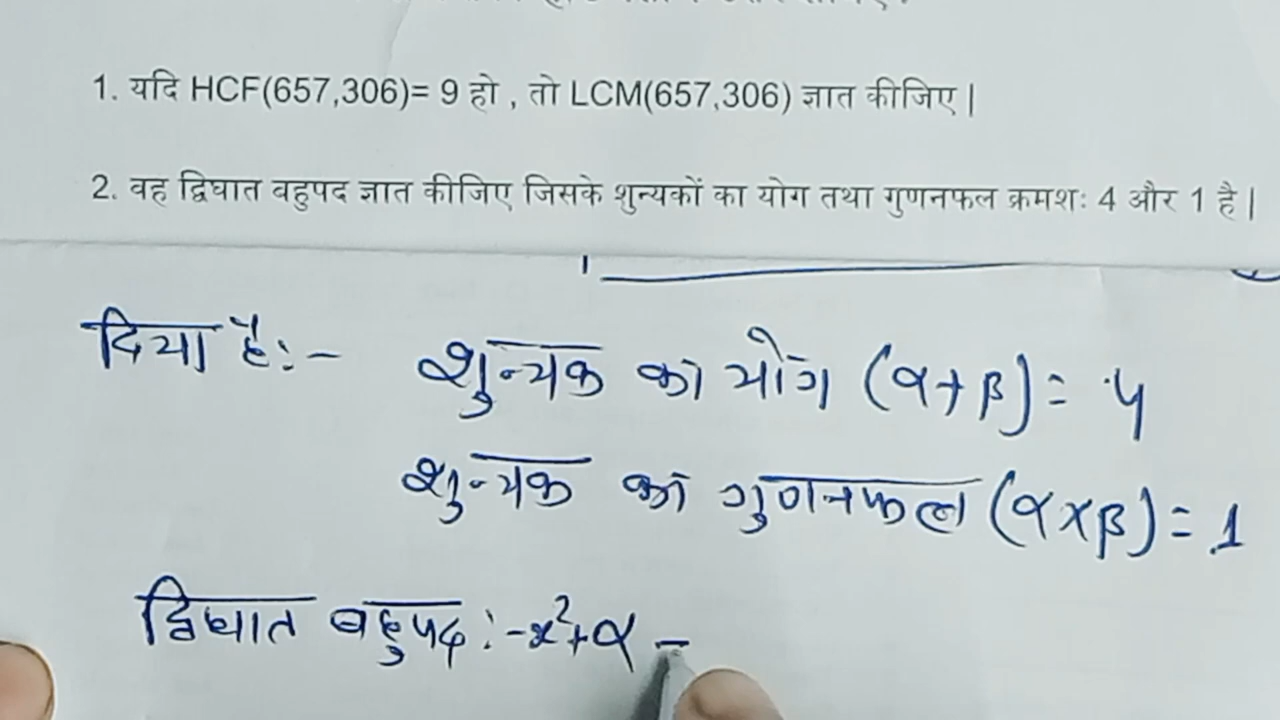 1. यदि HCF(657,306)= 9 हो , तो LCM(657,306) ज्ञात कीजिए |
2. वह द्विघात बहुपद ज्ञात कीजिए जिसके शुन्यकों का योग तथा गुणनफल क्रमशः 4 और 1 है |
दिया है:- शुन्यक का योग (α+β)= 4
शुन्यक का गुणनफल (α×β)= 1
द्विघात बहुपद:-x²+α -